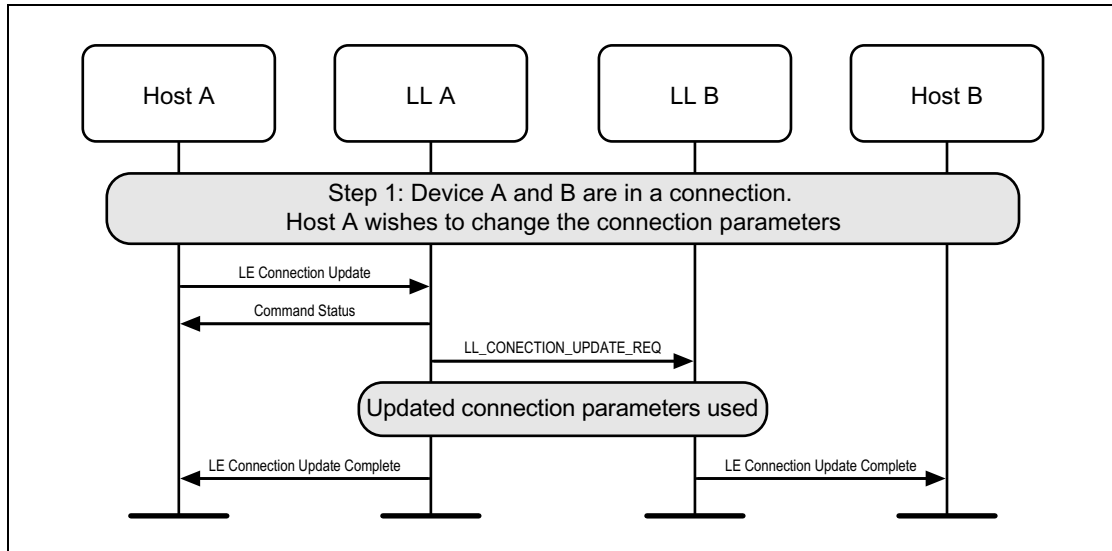 Host A
LL A
LL B
Host B
Step 1: Device A and B are in a connection.
Host A wishes to change the connection parameters
LE Connection Update
Command Status
LL_CONECTION_UPDATE_REQ
Updated connection parameters used
LE Connection Update Complete
LE Connection Update Complete